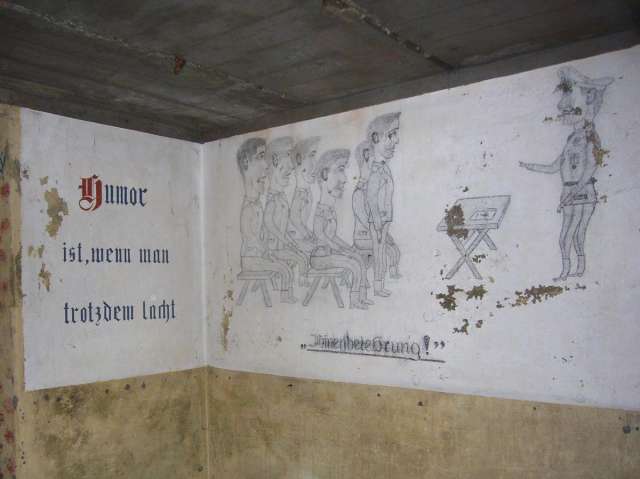 Humor
ist, wenn man
trotzdem lacht